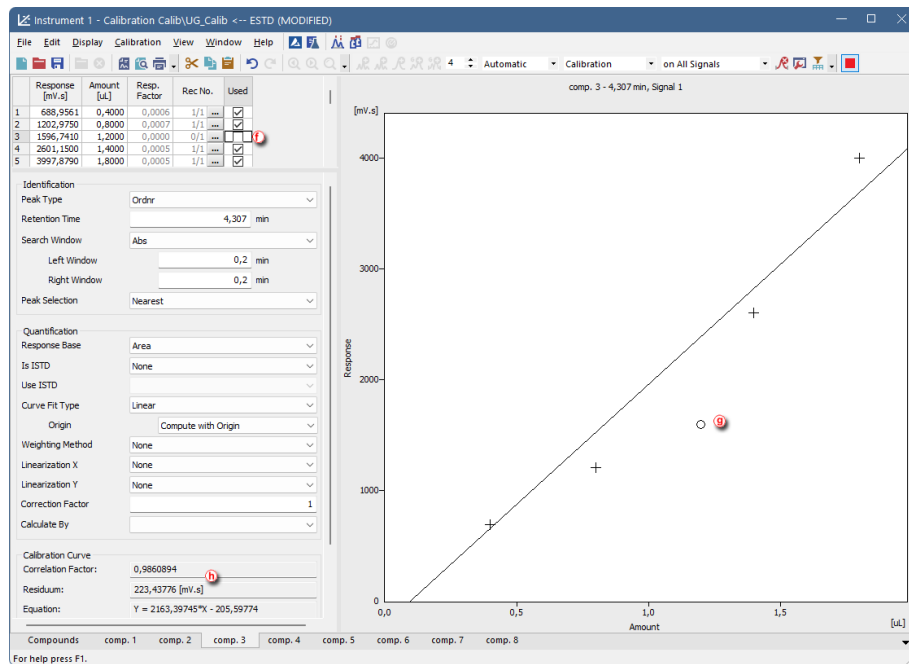 Instrument 1 - Calibration Calib\UG_Calib <-- ESTD (MODIFIED)
File Edit Display Calibration View Window Help
4 Automatic Calibration on All Signals
Response [mV.s] Amount [uL] Resp. Factor Rec No. Used
1 688,9561 0,4000 0,0006 1/1 ...
2 1202,9750 0,8000 0,0007 1/1 ...
3 1596,7410 1,2000 0,0000 0/1 ... f
4 2601,1500 1,4000 0,0005 1/1 ...
5 3997,8790 1,8000 0,0005 1/1 ...
Identification
Peak Type Ordnr
Retention Time 4,307 min
Search Window Abs
Left Window 0,2 min
Right Window 0,2 min
Peak Selection Nearest
Quantification
Response Base Area
Is ISTD None
Use ISTD
Curve Fit Type Linear
Origin Compute with Origin
Weighting Method None
Linearization X None
Linearization Y None
Correction Factor 1
Calculate By
Calibration Curve
Correlation Factor: 0,9860894
h
Residuum: 223,43776 [mV.s]
Equation: Y = 2163,39745*X - 205,59774
comp. 3 - 4,307 min, Signal 1
[mV.s]
4000
3000
Response
2000
g
1000
0
0,0 0,5 1,0 1,5
Amount [uL]
Compounds comp. 1 comp. 2 comp. 3 comp. 4 comp. 5 comp. 6 comp. 7 comp. 8
For help press F1.